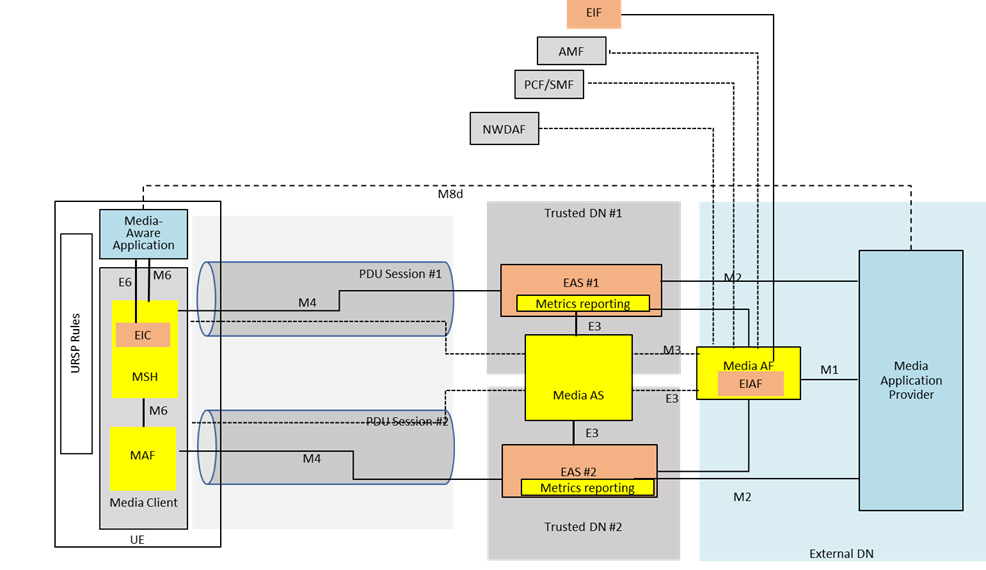 EIF
AMF
PCF/SMF
NWDAF
M8d
Media-
Aware
Application
Trusted DN #1
E6
M6
PDU Session #1
EAS #1
M2
M4
Metrics reporting
URSP Rules
EIC
E3
MSH
M3
Media AF
EIAF
M1
Media
Application
Provider
Media AS
E3
M6
PDU Session #2
E3
MAF
M4
EAS #2
Metrics reporting
M2
Media Client
Trusted DN #2
UE
External DN